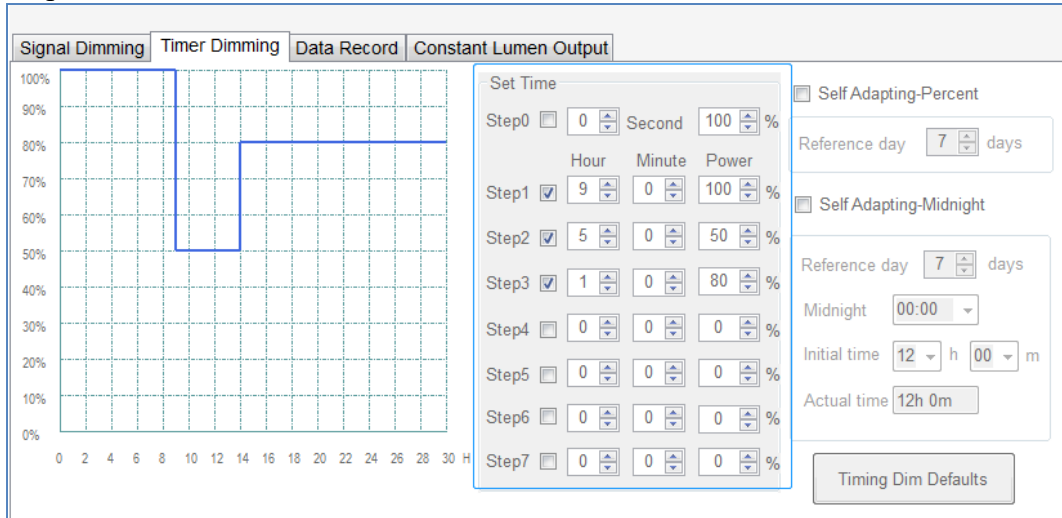 Signal Dimming Timer Dimming Data Record Constant Lumen Output
100%
90%
80%
70%
60%
50%
40%
30%
20%
10%
0%
0 2 4 6 8 10 12 14 16 18 20 22 24 26 28 30 H
Set Time
Step0 0 Second 100 %
Hour Minute Power
Step1 9 0 100 %
Step2 5 0 50 %
Step3 1 0 80 %
Step4 0 0 0 %
Step5 0 0 0 %
Step6 0 0 0 %
Step7 0 0 0 %
Self Adapting-Percent
Reference day 7 days
Self Adapting-Midnight
Reference day 7 days
Midnight 00:00
Initial time 12 h 00 m
Actual time 12h 0m
Timing Dim Defaults